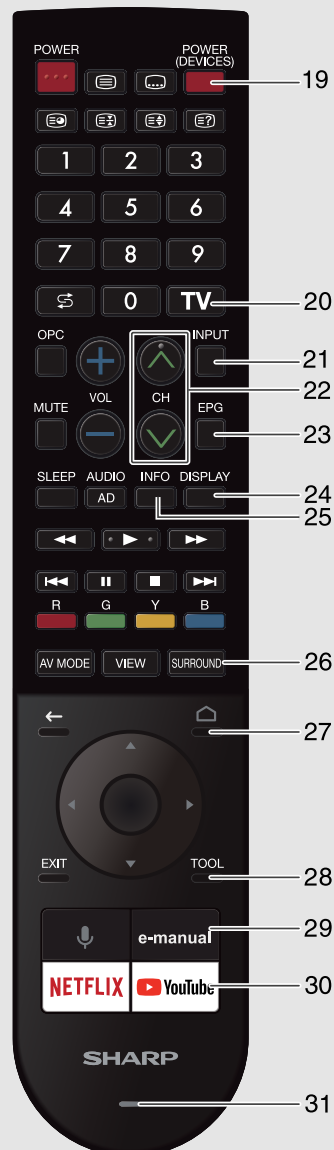 POWER
POWER
(DEVICES)
19
1 2 3
4 5 6
7 8 9
0 TV
20
OPC
INPUT
21
VOL
CH
22
MUTE
EPG
23
SLEEP AUDIO INFO DISPLAY
AD
24
25
R G Y B
AV MODE VIEW SURROUND
26
27
EXIT
TOOL
28
e-manual
29
NETFLIX
YouTube
30
SHARP
31